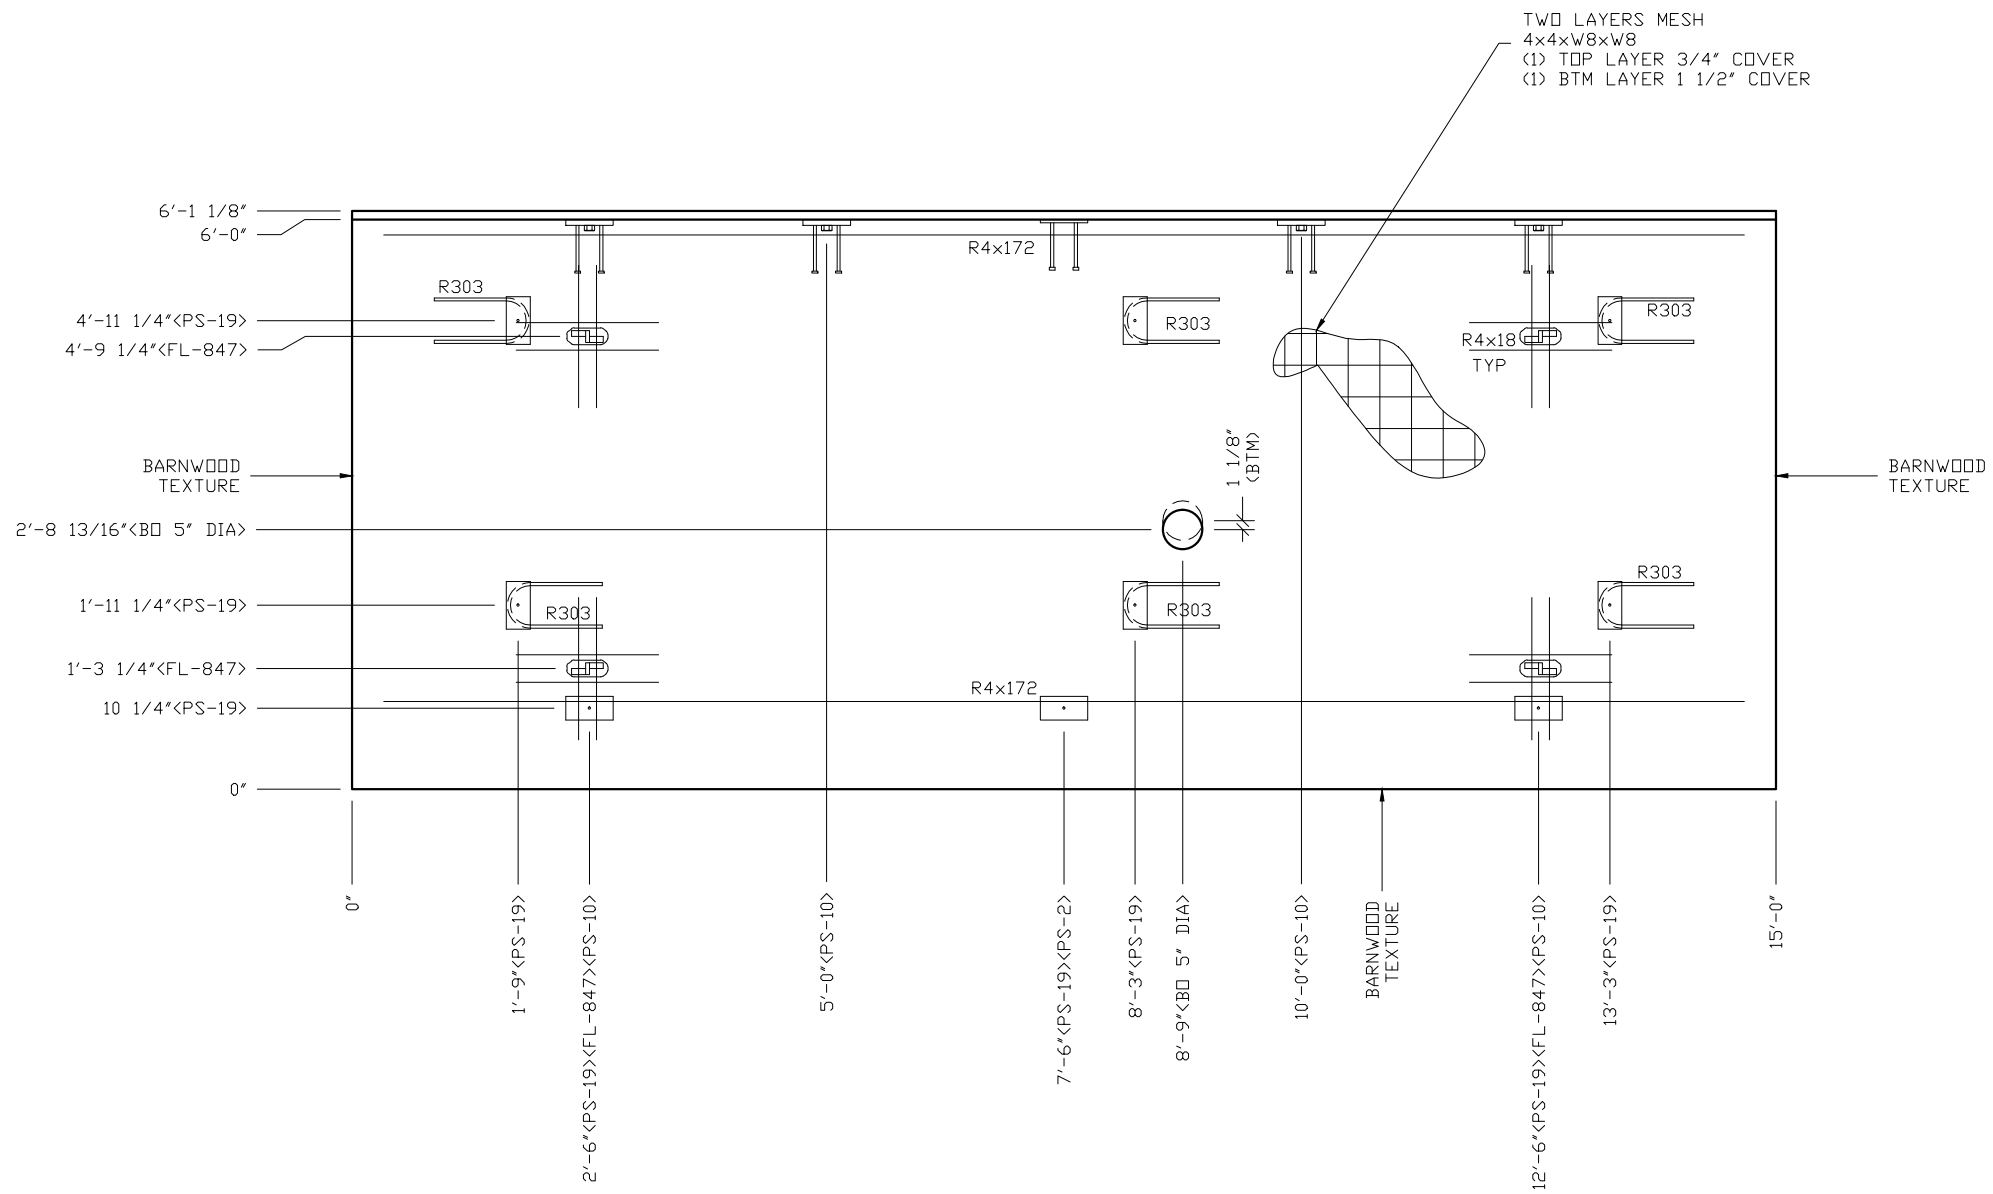 TWO LAYERS MESH
4x4xW8xW8
(1) TOP LAYER 3/4" COVER
(1) BTM LAYER 1 1/2" COVER
6'-1 1/8"
6'-0"
R4x172
R303
4'-11 1/4"<PS-19>
R303
R303
4'-9 1/4"<FL-847>
R4x18
TYP
1 1/8"
(BTM)
BARNWOOD
TEXTURE
BARNWOOD
TEXTURE
2'-8 13/16"<BO 5" DIA>
R303
1'-11 1/4"<PS-19>
R303
R303
1'-3 1/4"<FL-847>
R4x172
10 1/4"<PS-19>
0"
0"
1'-9"<PS-19>
2'-6"<PS-19><FL-847><PS-10>
5'-0"<PS-10>
7'-6"<PS-19><PS-2>
8'-3"<PS-19>
8'-9"<BO 5" DIA>
10'-0"<PS-10>
BARNWOOD
TEXTURE
12'-6"<PS-19><FL-847><PS-10>
13'-3"<PS-19>
15'-0"